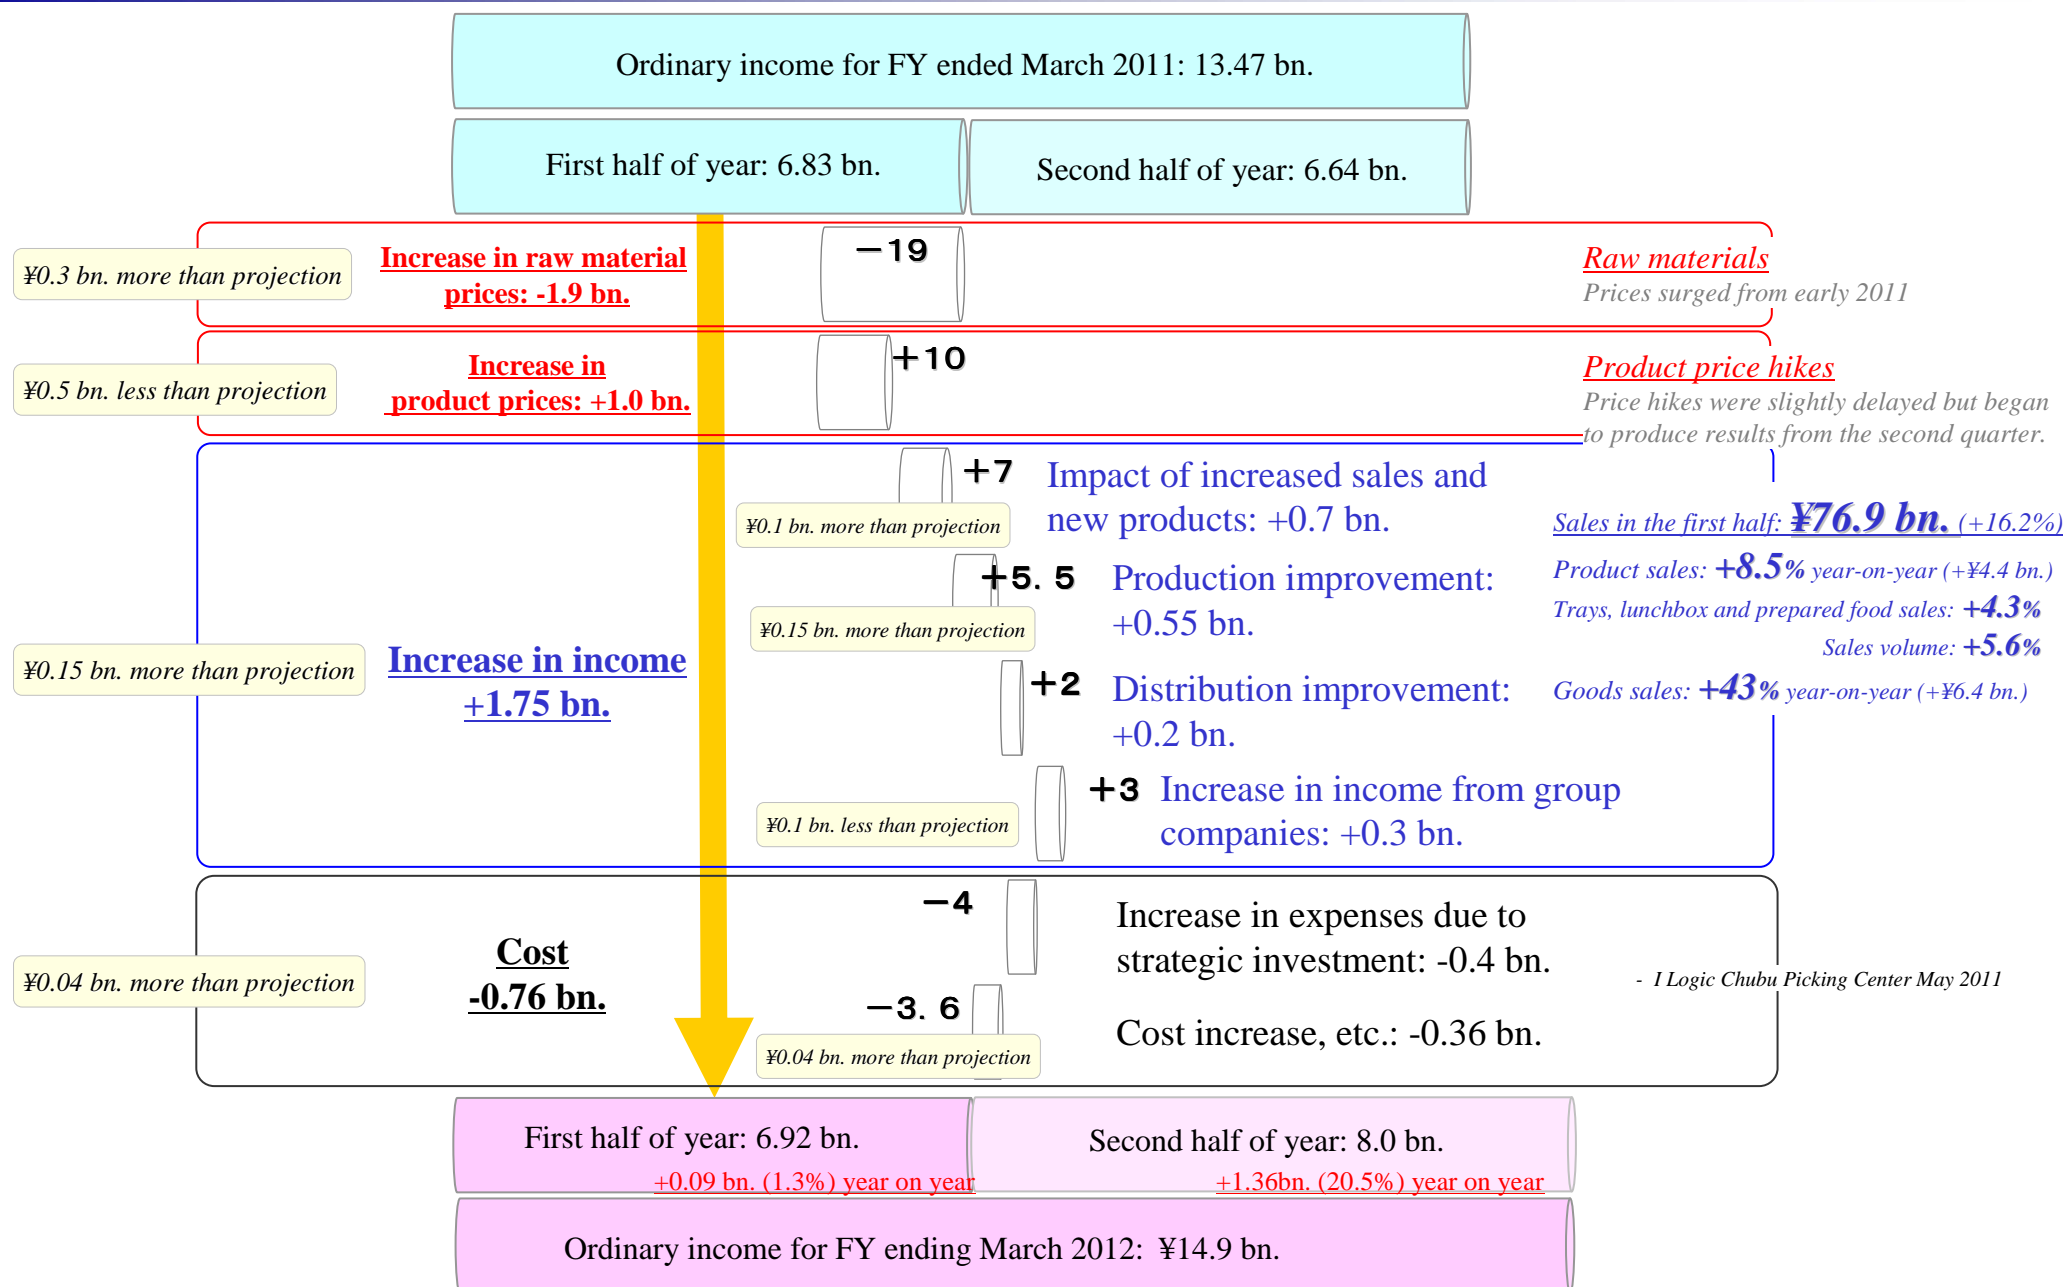 Ordinary income for FY ended March 2011: 13.47 bn.
First half of year: 6.83 bn.
Second half of year: 6.64 bn.
¥0.3 bn. more than projection
Increase in raw material
prices: -1.9 bn.
－19
Raw materials
Prices surged from early 2011
¥0.5 bn. less than projection
Increase in
product prices: +1.0 bn.
＋10
Product price hikes
Price hikes were slightly delayed but began
to produce results from the second quarter.
¥0.15 bn. more than projection
Increase in income
+1.75 bn.
＋7
Impact of increased sales and
new products: +0.7 bn.
¥0.1 bn. more than projection
＋5. 5
Production improvement:
+0.55 bn.
¥0.15 bn. more than projection
＋2
Distribution improvement:
+0.2 bn.
＋3
Increase in income from group
companies: +0.3 bn.
¥0.1 bn. less than projection
Sales in the first half: ¥76.9 bn. (+16.2%)
Product sales: +8.5% year-on-year (+¥4.4 bn.)
Trays, lunchbox and prepared food sales: +4.3%
Sales volume: +5.6%
Goods sales: +43% year-on-year (+¥6.4 bn.)
¥0.04 bn. more than projection
Cost
-0.76 bn.
－4
Increase in expenses due to
strategic investment: -0.4 bn.
- I Logic Chubu Picking Center May 2011
－3. 6
Cost increase, etc.: -0.36 bn.
¥0.04 bn. more than projection
First half of year: 6.92 bn.
+0.09 bn. (1.3%) year on year
Second half of year: 8.0 bn.
+1.36bn. (20.5%) year on year
Ordinary income for FY ending March 2012: ¥14.9 bn.